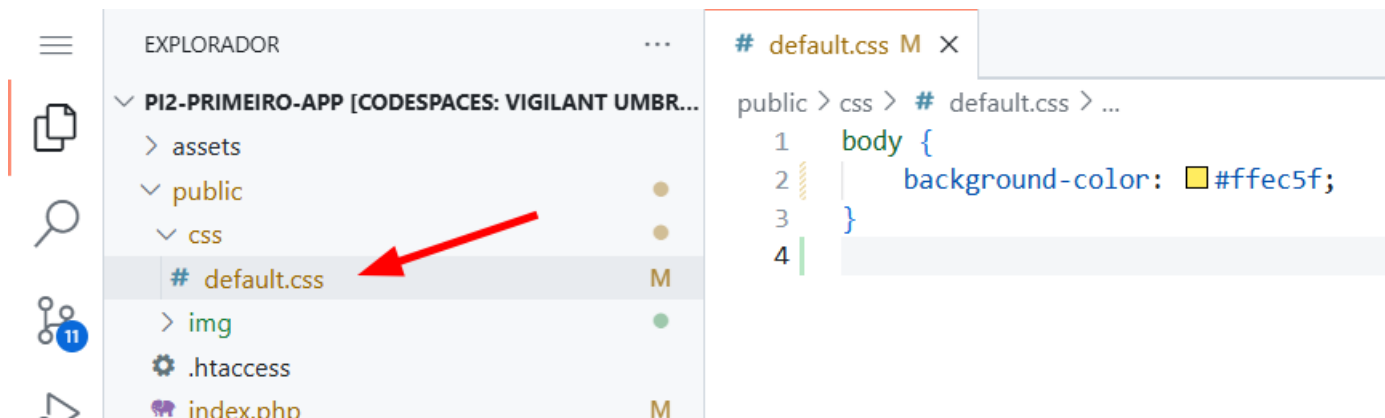 EXPLORADOR ...
PI2-PRIMEIRO-APP [CODESPACES: VIGILANT UMBR...
assets
public
css
# default.css M
img
.htaccess
index.php M
11
# default.css M ×
public > css > # default.css > ...
1 body {
2 background-color: #ffec5f;
3 }
4